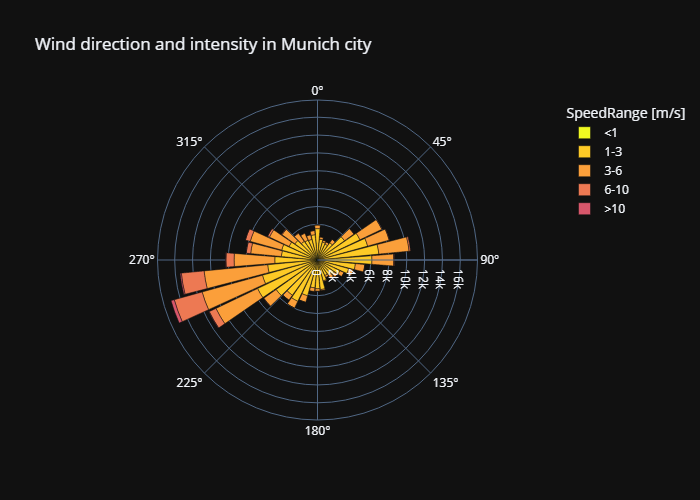 Wind direction and intensity in Munich city
0°
45°
90°
135°
180°
225°
270°
315°
0
2k
4k
6k
8k
10k
12k
14k
16k
SpeedRange [m/s]
<1
1-3
3-6
6-10
>10